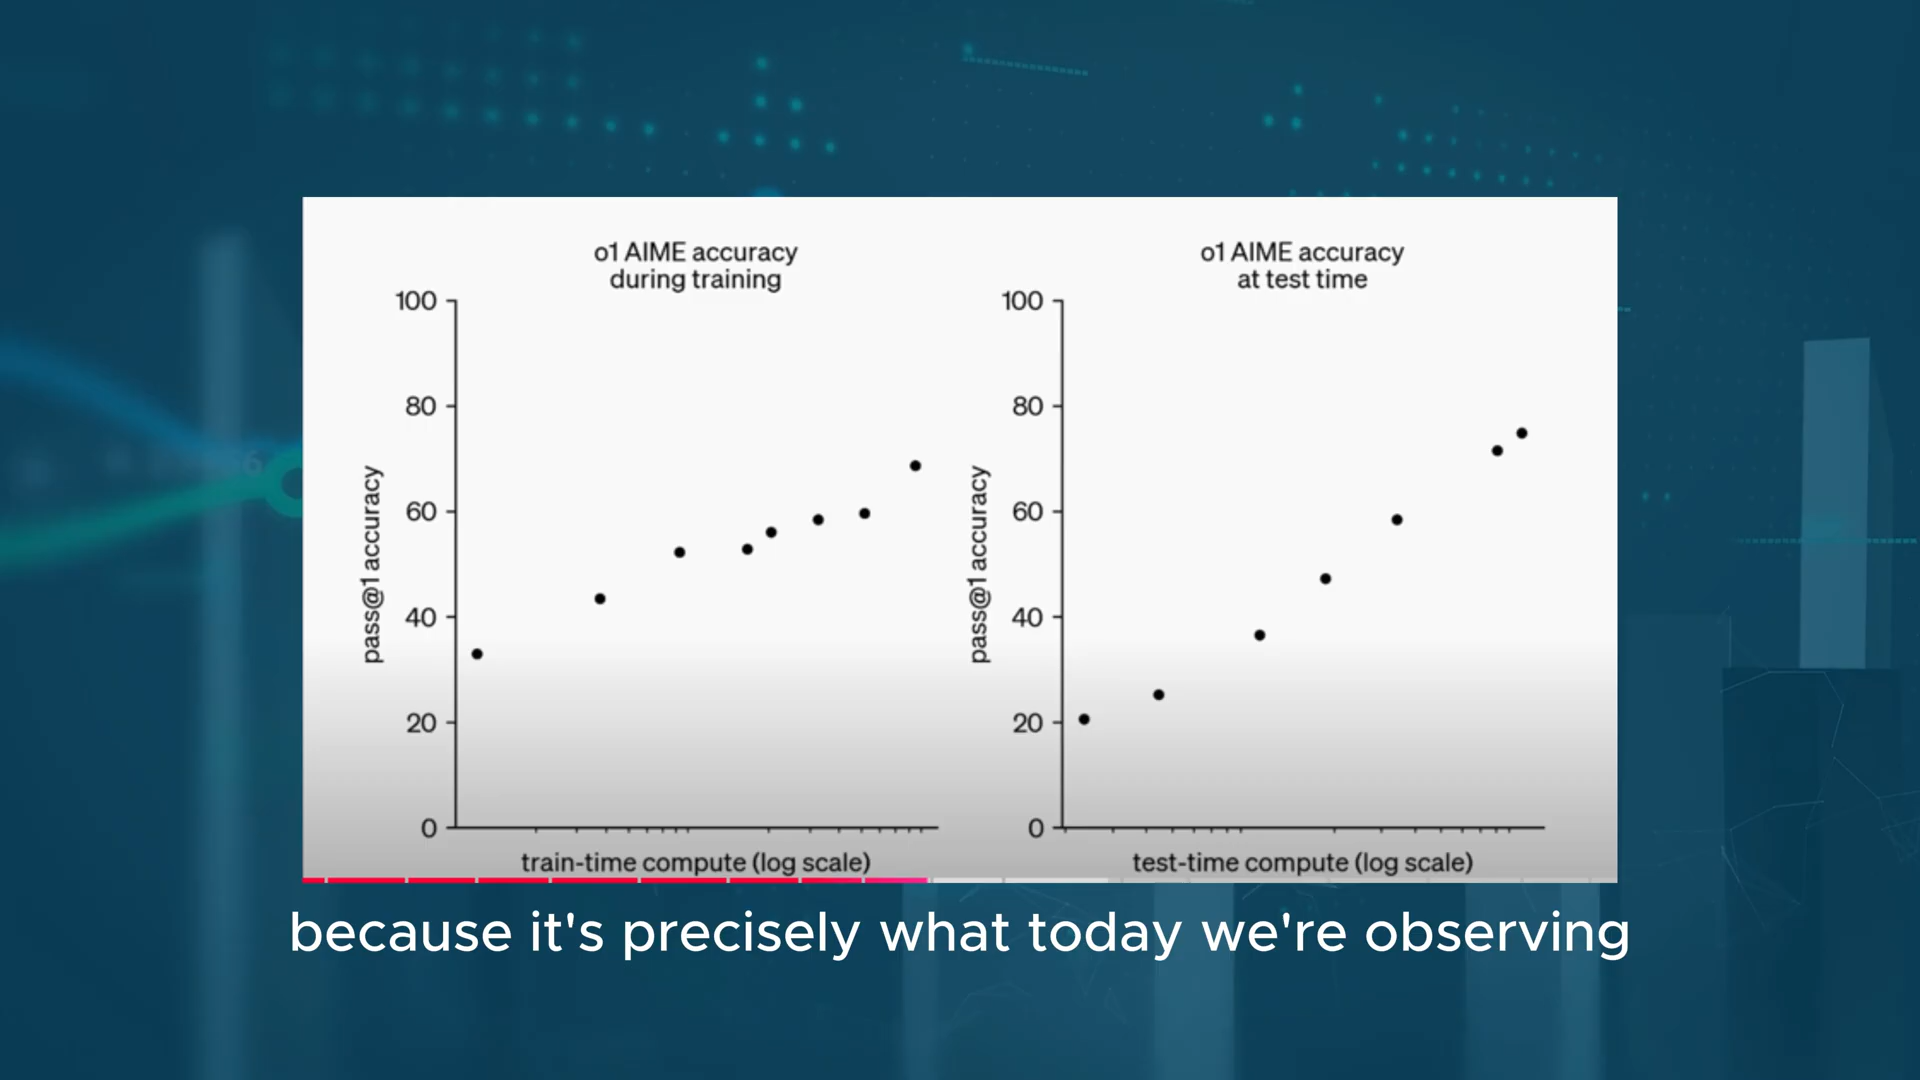 o1 AIME accuracy
during training
100
80
60
40
20
0
pass@1 accuracy
train-time compute (log scale)
o1 AIME accuracy
at test time
100
80
60
40
20
0
pass@1 accuracy
test-time compute (log scale)
because it's precisely what today we're observing